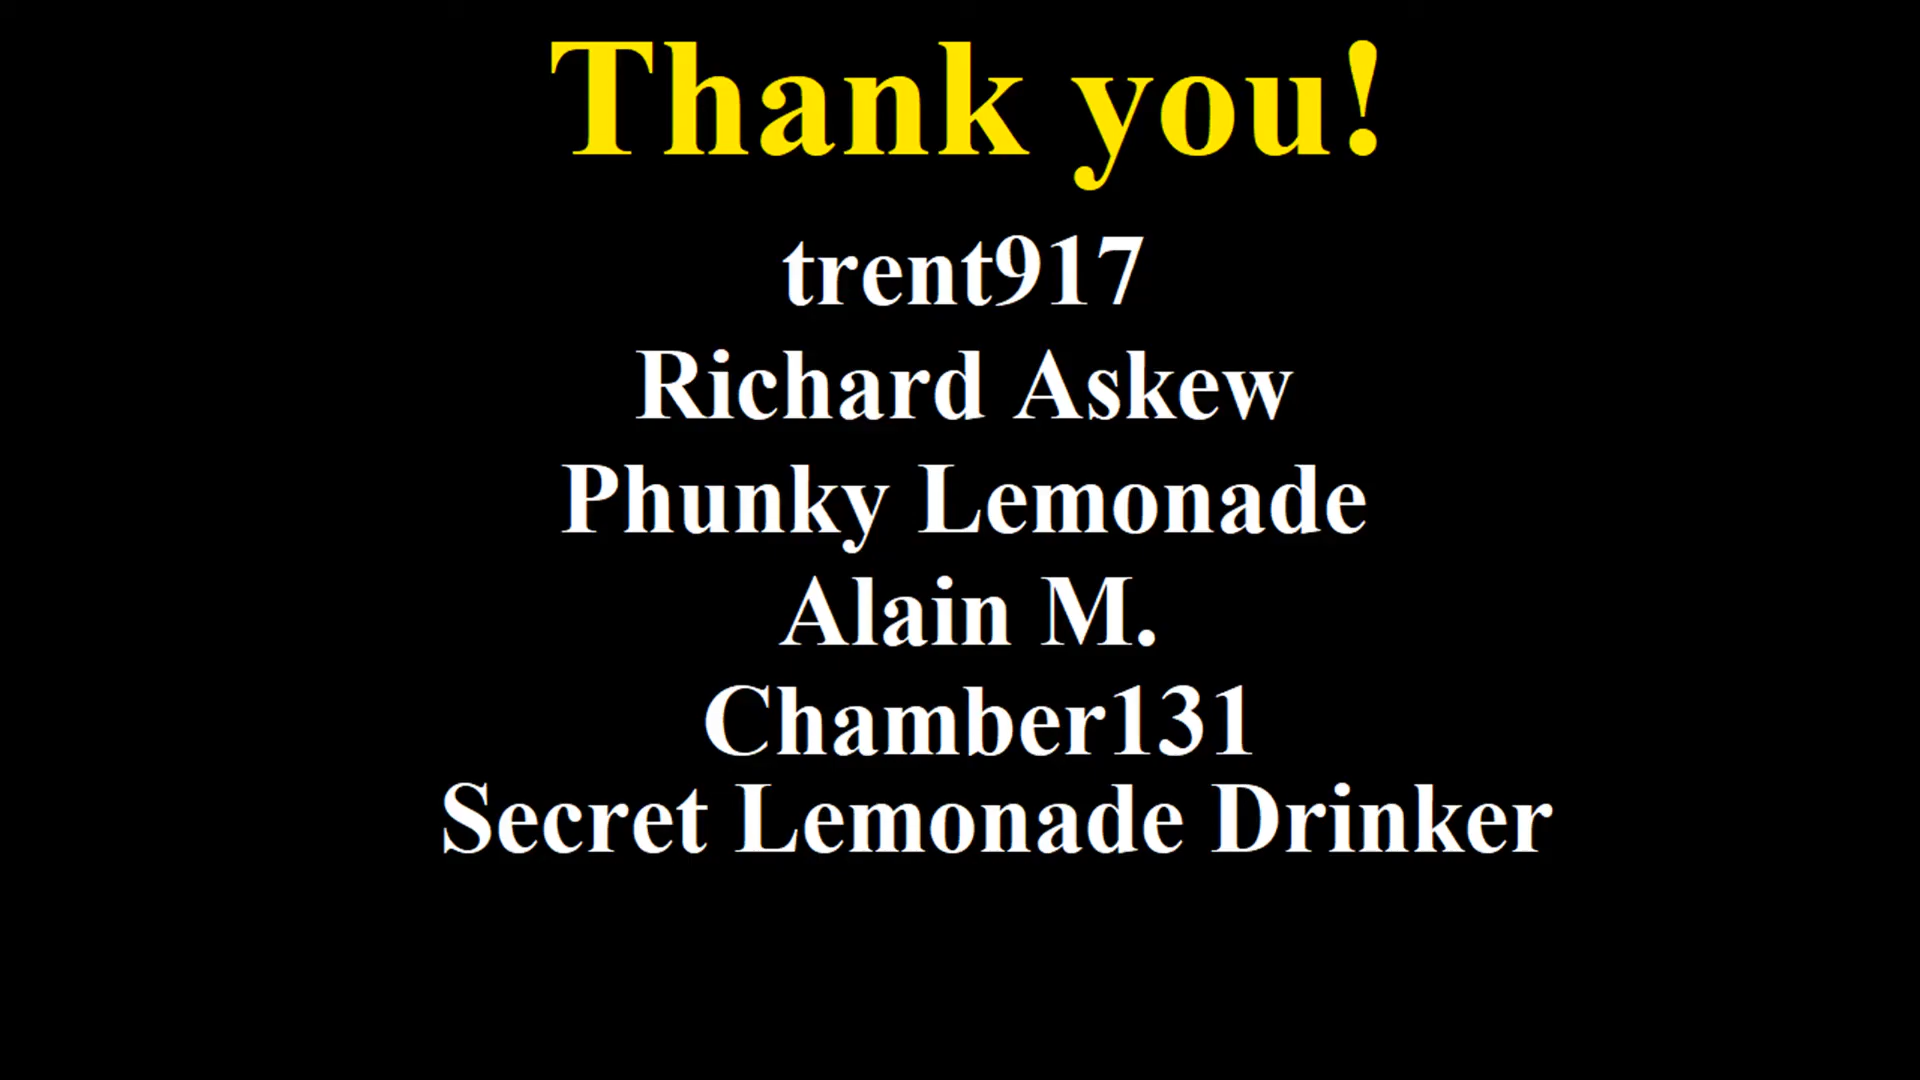 Thank you!
trent917
Richard Askew
Phunky Lemonade
Alain M.
Chamber131
Secret Lemonade Drinker